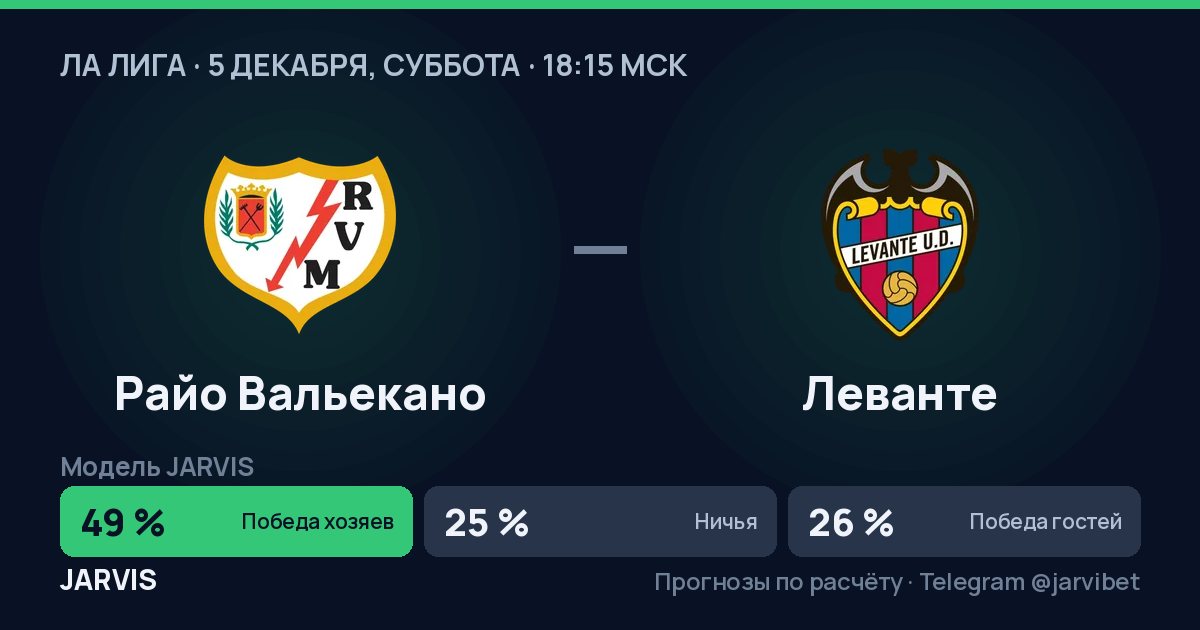 ЛА ЛИГА · 5 ДЕКАБРЯ, СУББОТА · 18:15 МСК
R
V
M
LEVANTE U.D.
—
Райо Вальекано
Леванте
Модель JARVIS
49 % Победа хозяев
25 % Ничья
26 % Победа гостей
JARVIS
Прогнозы по расчёту · Telegram @jarvibet